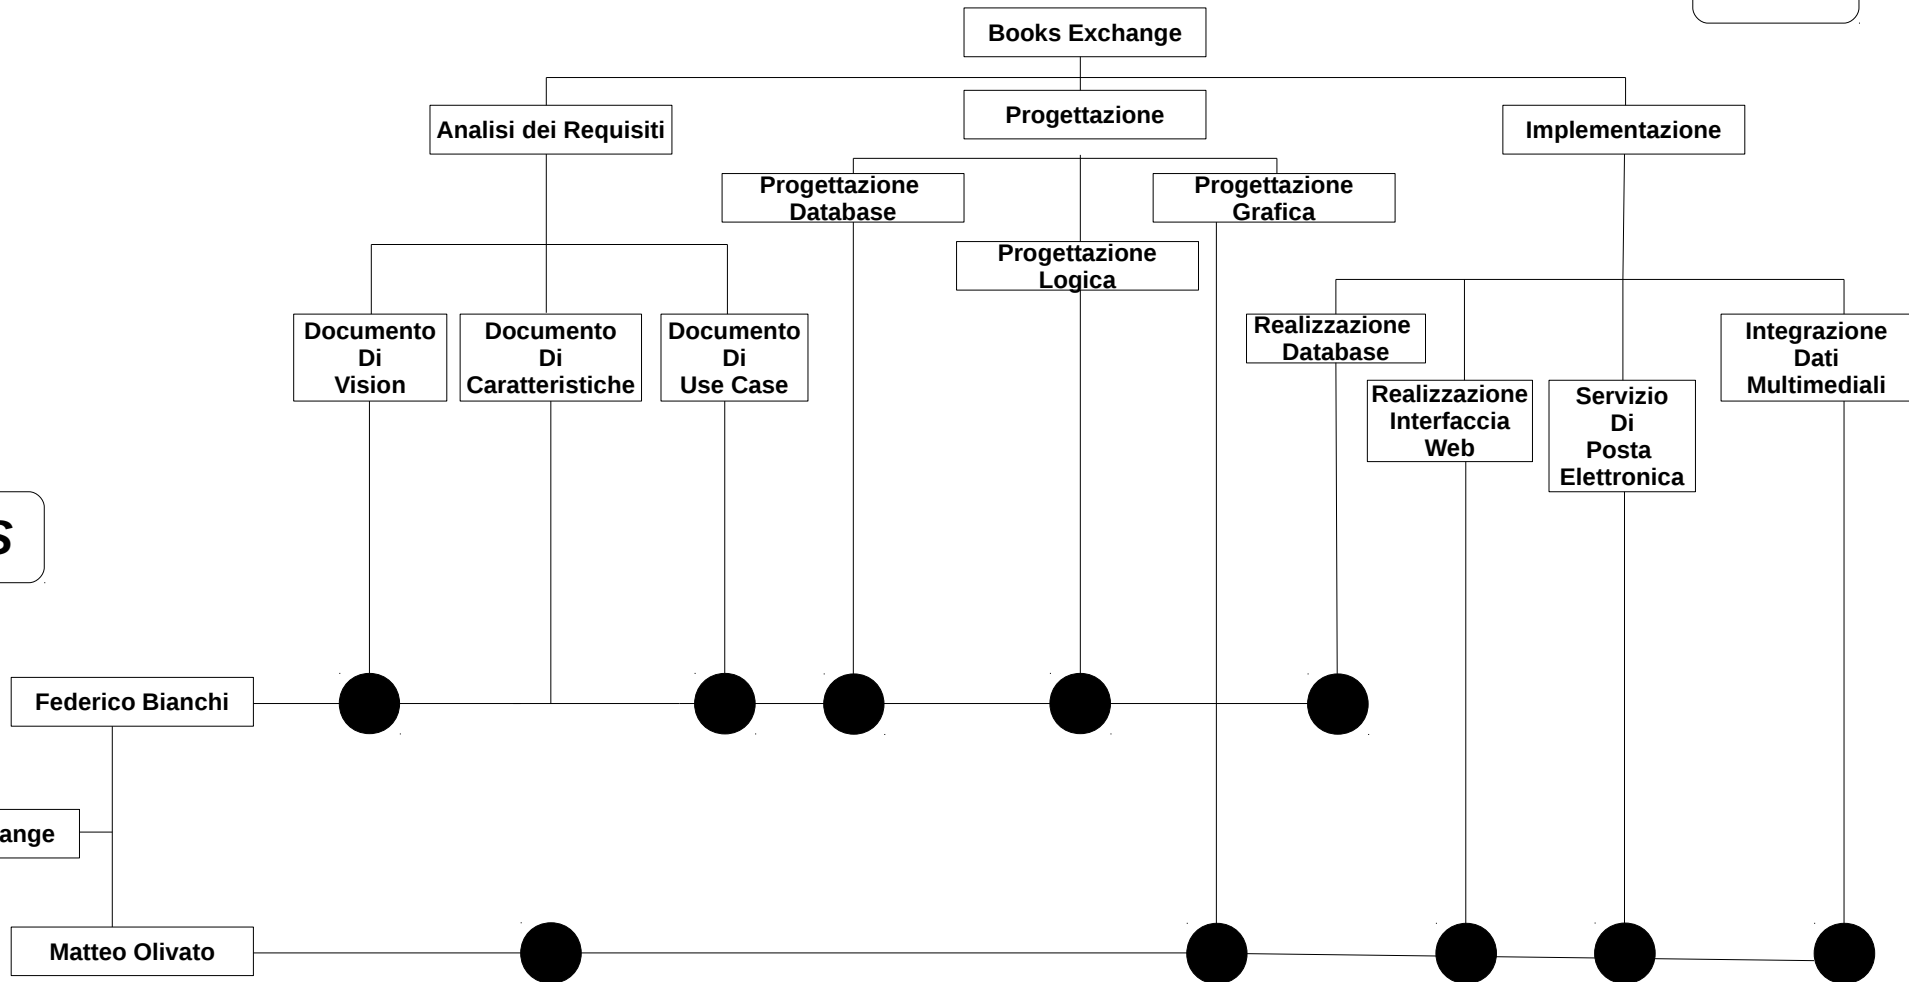 Books Exchange
Analisi dei Requisiti
Progettazione
Implementazione
Progettazione
Database
Progettazione
Grafica
Progettazione
Logica
Documento
Di
Vision
Documento
Di
Caratteristiche
Documento
Di
Use Case
Realizzazione
Database
Realizzazione
Interfaccia
Web
Servizio
Di
Posta
Elettronica
Integrazione
Dati
Multimediali
S
Federico Bianchi
ange
Matteo Olivato